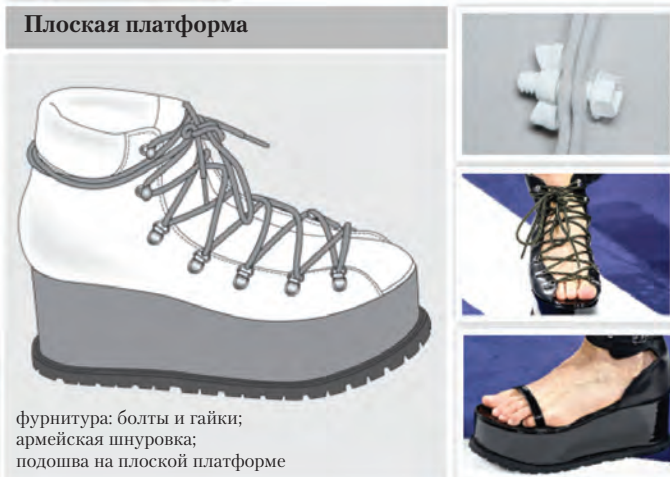 Плоская платформа
фурнитура: болты и гайки;
армейская шнуровка;
подошва на плоской платформе